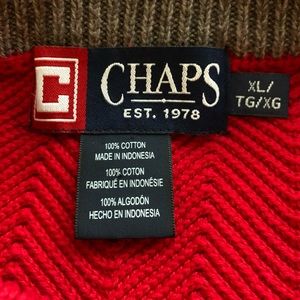 C
CHAPS
EST. 1978
XL/
TG/XG
100% COTTON
MADE IN INDONESIA
100% COTON
FABRIQUÉ EN INDONÉSIE
100% ALGODÓN
HECHO EN INDONESIA